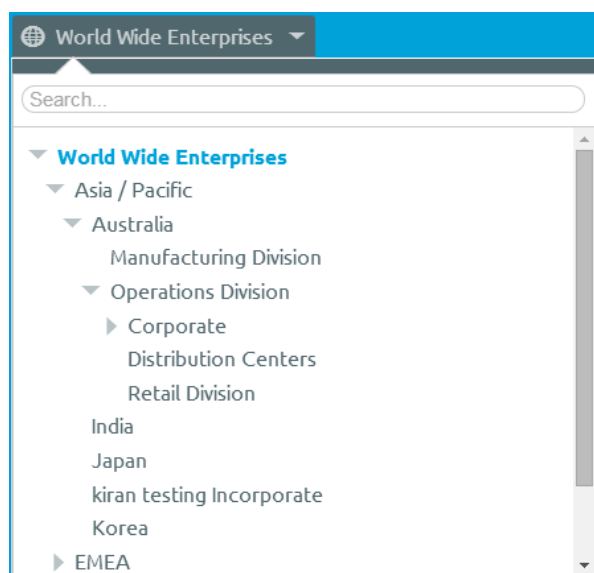 World Wide Enterprises
Search...
World Wide Enterprises
Asia / Pacific
Australia
Manufacturing Division
Operations Division
Corporate
Distribution Centers
Retail Division
India
Japan
kiran testing Incorporate
Korea
EMEA